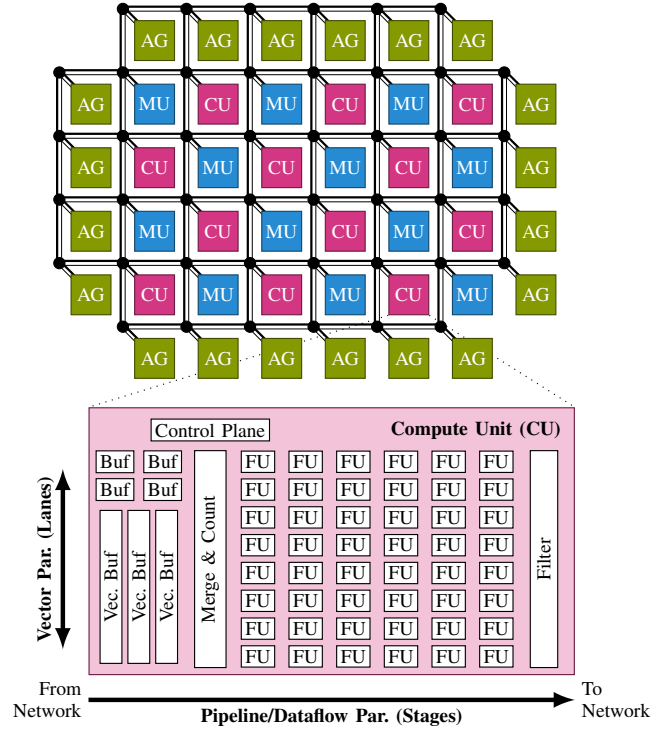 AG AG AG AG AG AG
AG MU CU MU CU MU CU AG
AG CU MU CU MU CU MU AG
AG MU CU MU CU MU CU AG
AG CU MU CU MU CU MU AG
AG AG AG AG AG AG
Control Plane
Compute Unit (CU)
Buf Buf
Buf Buf
Vec. Buf
Vec. Buf
Vec. Buf
Merge & Count
FU FU FU FU FU FU
FU FU FU FU FU FU
FU FU FU FU FU FU
FU FU FU FU FU FU
FU FU FU FU FU FU
FU FU FU FU FU FU
FU FU FU FU FU FU
FU FU FU FU FU FU
Filter
Vector Par. (Lanes)
From
Network
Pipeline/Dataflow Par. (Stages)
To
Network